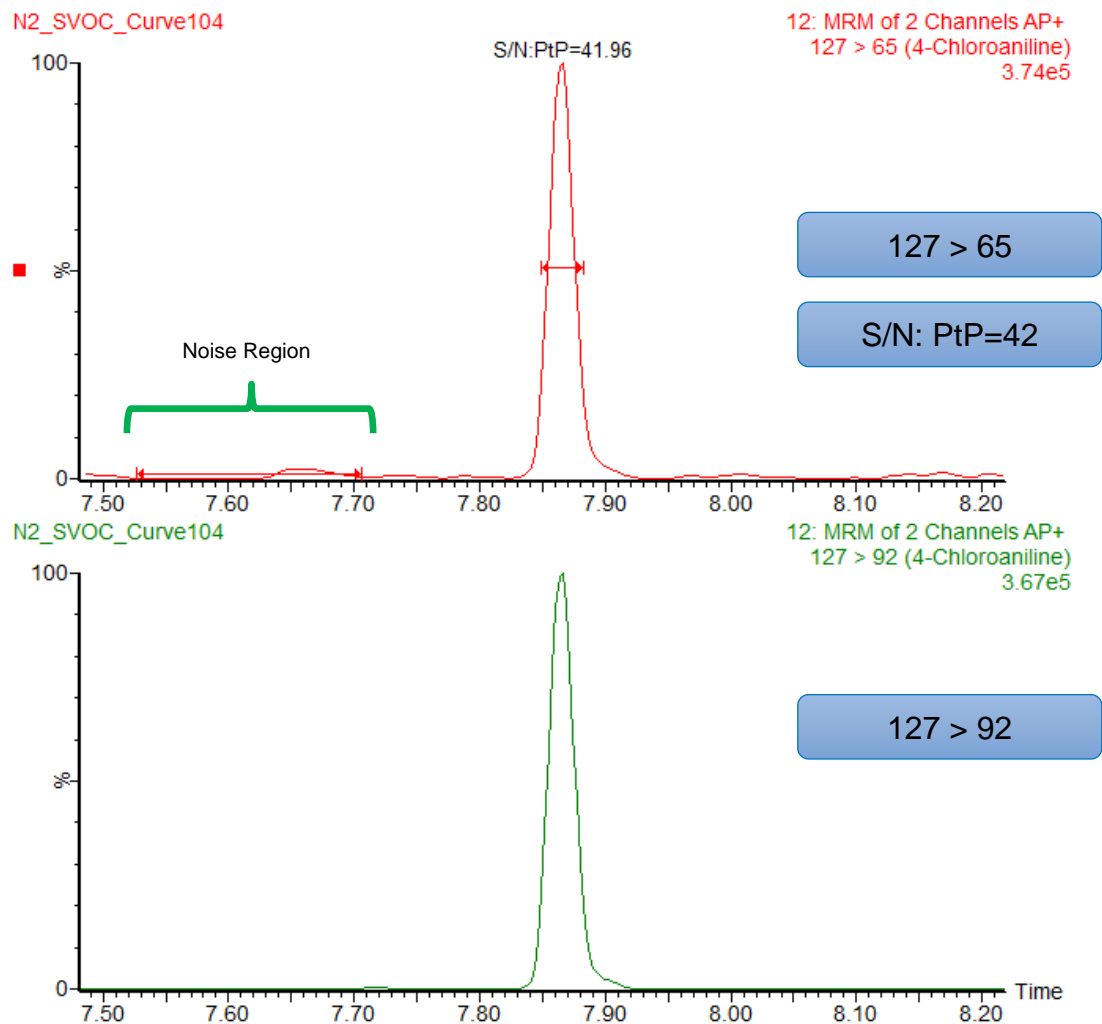 N2_SVOC_Curve104
12: MRM of 2 Channels AP+
127 > 65 (4-Chloroaniline)
3.74e5
S/N:PtP=41.96
100
%
0
Noise Region
127 > 65
S/N: PtP=42
7.50 7.60 7.70 7.80 7.90 8.00 8.10 8.20
N2_SVOC_Curve104
12: MRM of 2 Channels AP+
127 > 92 (4-Chloroaniline)
3.67e5
100
%
0
127 > 92
7.50 7.60 7.70 7.80 7.90 8.00 8.10 8.20
Time